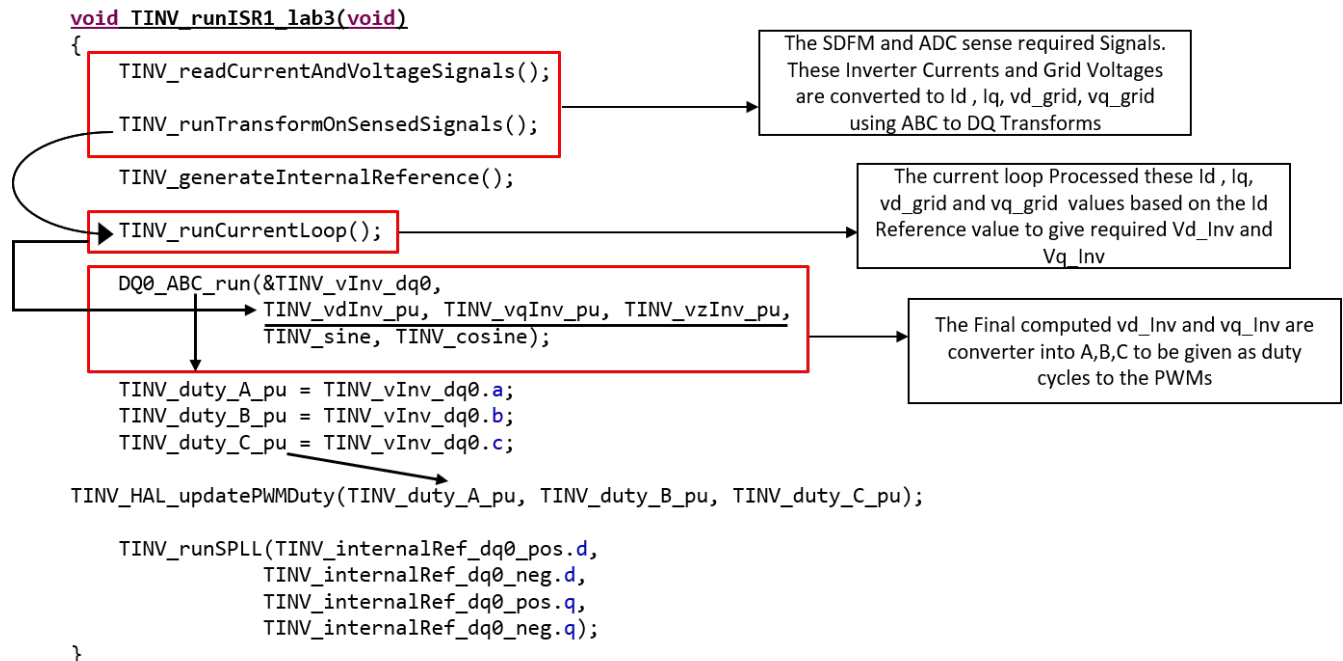 void TINV_runISR1_lab3(void)
{
TINV_readCurrentAndVoltageSignals();
TINV_runTransformOnSensedSignals();
The SDFM and ADC sense required Signals.
These Inverter Currents and Grid Voltages
are converted to Id , Iq, vd_grid, vq_grid
using ABC to DQ Transforms
TINV_generateInternalReference();
TINV_runCurrentLoop();
The current loop Processed these Id , Iq,
vd_grid and vq_grid values based on the Id
Reference value to give required Vd_Inv and
Vq_Inv
DQ0_ABC_run(&TINV_vInv_dq0,
TINV_vdInv_pu, TINV_vqInv_pu, TINV_vzInv_pu,
TINV_sine, TINV_cosine);
The Final computed vd_Inv and vq_Inv are
converter into A,B,C to be given as duty
cycles to the PWMs
TINV_duty_A_pu = TINV_vInv_dq0.a;
TINV_duty_B_pu = TINV_vInv_dq0.b;
TINV_duty_C_pu = TINV_vInv_dq0.c;
TINV_HAL_updatePWMDuty(TINV_duty_A_pu, TINV_duty_B_pu, TINV_duty_C_pu);
TINV_runSPLL(TINV_internalRef_dq0_pos.d,
TINV_internalRef_dq0_neg.d,
TINV_internalRef_dq0_pos.q,
TINV_internalRef_dq0_neg.q);
}